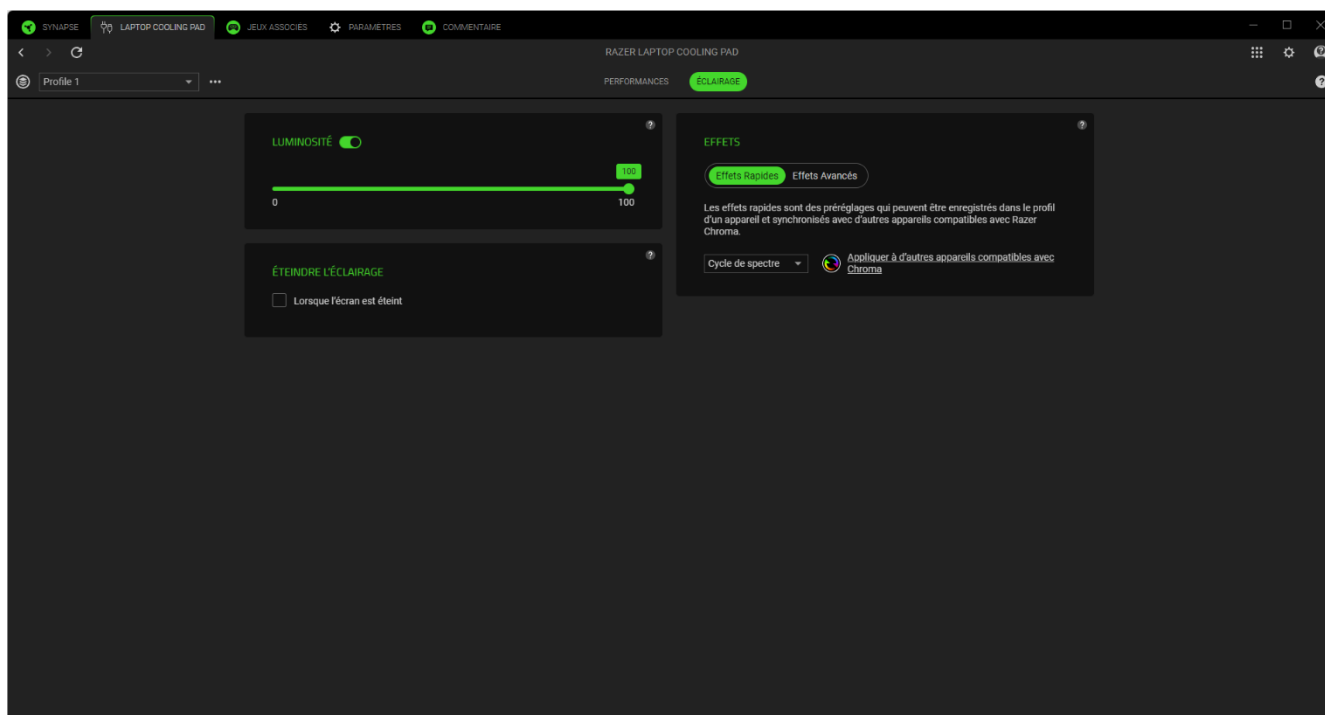 SYNAPSE
LAPTOP COOLING PAD
JEUX ASSOCIÉS
PARAMÈTRES
COMMENTAIRE
RAZER LAPTOP COOLING PAD
Profile 1
PERFORMANCES
ÉCLAIRAGE
LUMINOSITÉ
100
0
100
ÉTEINDRE L'ÉCLAIRAGE
Lorsque l'écran est éteint
EFFETS
Effets Rapides
Effets Avancés
Les effets rapides sont des préréglages qui peuvent être enregistrés dans le profil
d'un appareil et synchronisés avec d'autres appareils compatibles avec Razer
Chroma.
Cycle de spectre
Appliquer à d'autres appareils compatibles avec
Chroma